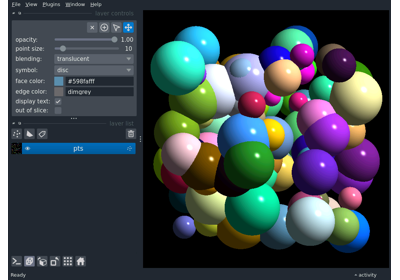 File View Plugins Window Help
layer controls
opacity: 1.00
point size: 10
blending: translucent
symbol: disc
face color: #598fafff
edge color: dimgrey
display text:
out of slice:
layer list
pts
Ready
activity